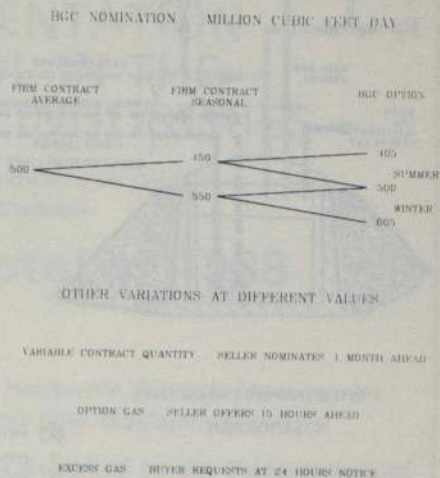 BGC NOMINATION MILLION CUBIC FEET DAY
FIRM CONTRACT AVERAGE
FIRM CONTRACT SEASONAL
BGC OPTION
500
450
550
405
SUMMER
500
WINTER
605
OTHER VARIATIONS AT DIFFERENT VALUES
VARIABLE CONTRACT QUANTITY SELLER NOMINATES 1 MONTH AHEAD
OPTION GAS SELLER OFFERS 15 HOURS AHEAD
EXCESS GAS BUYER REQUESTS AT 24 HOURS NOTICE